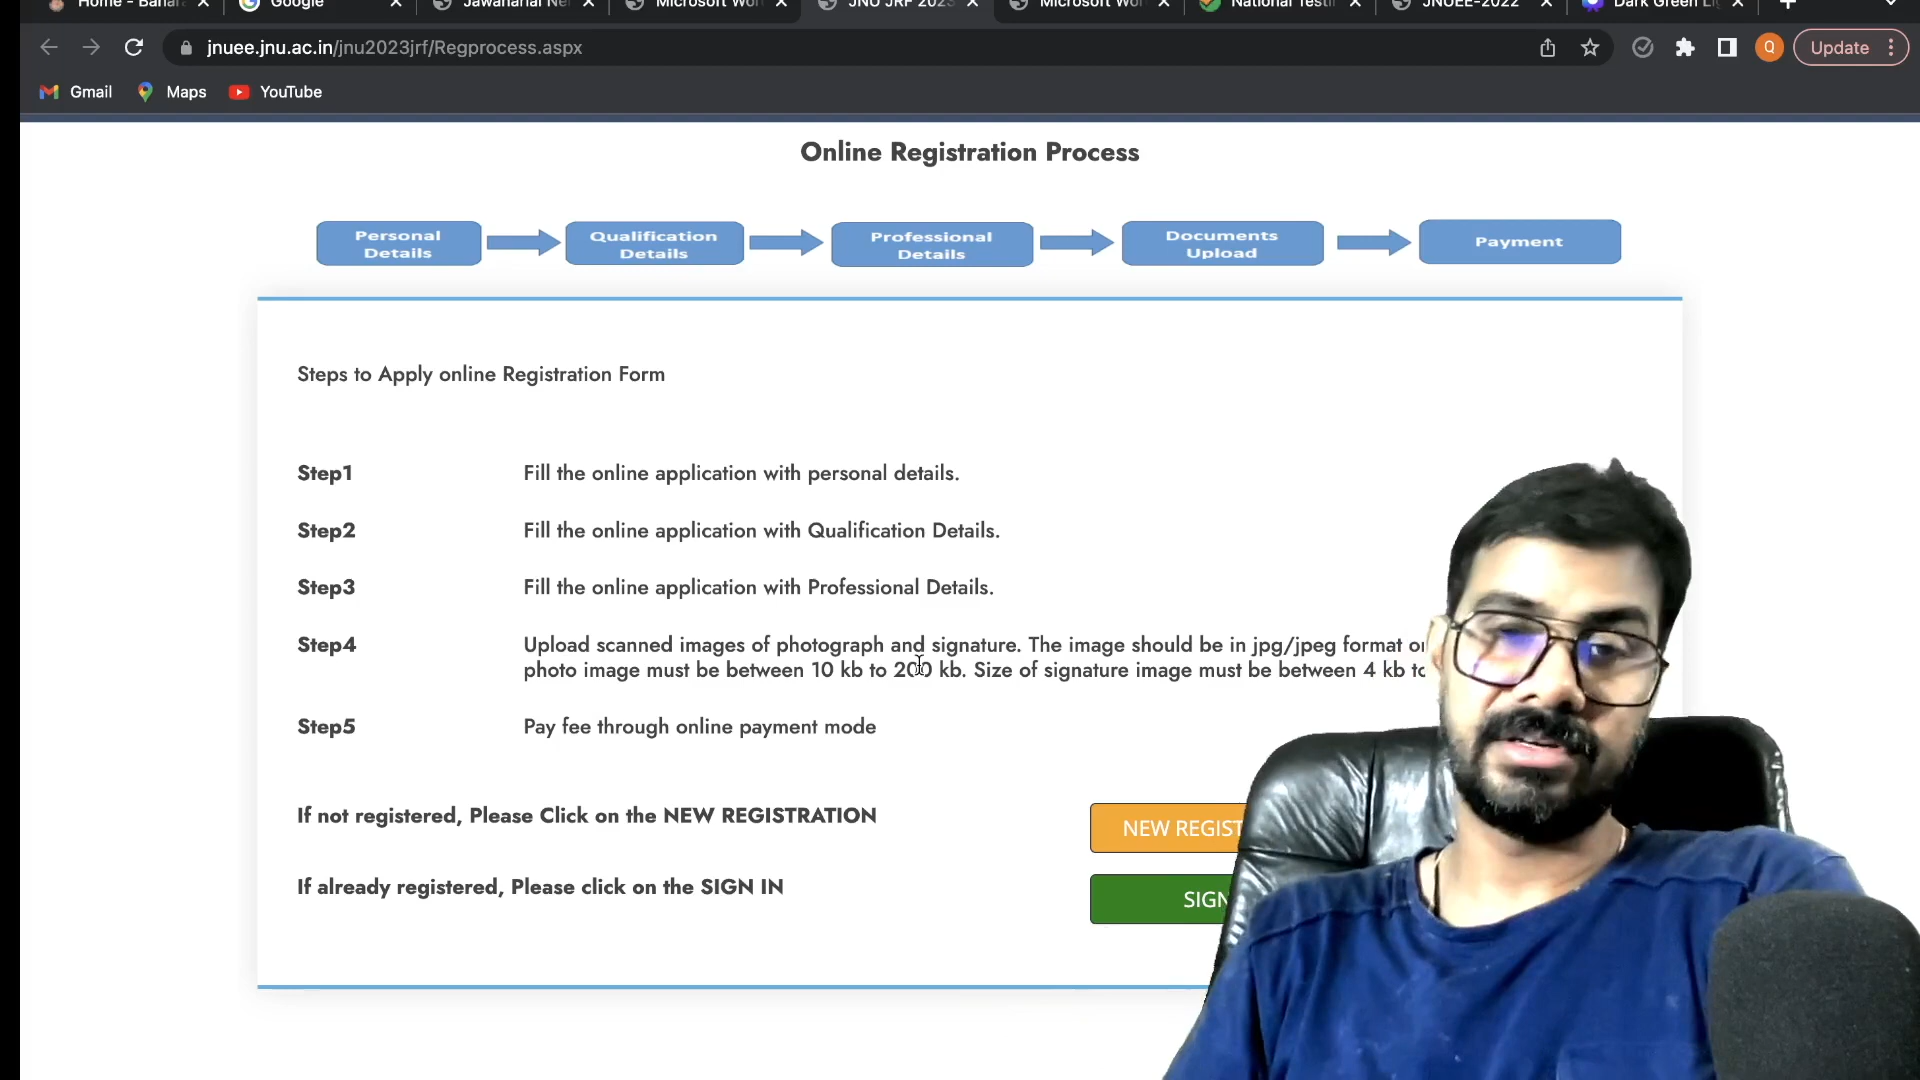 Google
JNU JRF 2023
JNUEE-2022
jnuee.jnu.ac.in/jnu2023jrf/Regprocess.aspx
Q
Update
Gmail
Maps
YouTube
Online Registration Process
Personal
Details
Qualification
Details
Professional
Details
Documents
Upload
Payment
Steps to Apply online Registration Form
Step1
Fill the online application with personal details.
Step2
Fill the online application with Qualification Details.
Step3
Fill the online application with Professional Details.
Step4
Upload scanned images of photograph and signature. The image should be in jpg/jpeg format
photo image must be between 10 kb to 200 kb. Size of signature image must be between 4 kb to
Step5
Pay fee through online payment mode
If not registered, Please Click on the NEW REGISTRATION
NEW REGIST
If already registered, Please click on the SIGN IN
SIGN